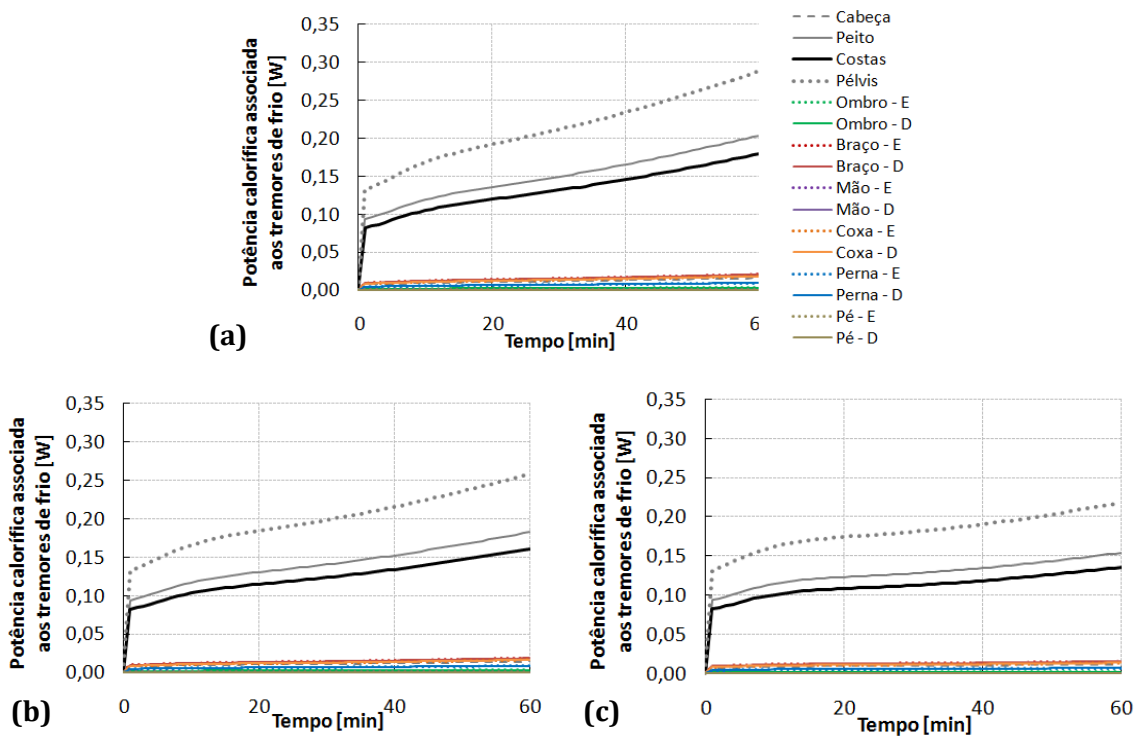 Potência calorífica associada
aos tremores de frio [W]
0,35
0,30
0,25
0,20
0,15
0,10
0,05
0,00
0
20
40
6
Tempo [min]
(a)
Cabeça
Peito
Costas
Pélvis
Ombro - E
Ombro - D
Braço - E
Braço - D
Mão - E
Mão - D
Coxa - E
Coxa - D
Perna - E
Perna - D
Pé - E
Pé - D
Potência calorífica associada
aos tremores de frio [W]
0,35
0,30
0,25
0,20
0,15
0,10
0,05
0,00
0
20
40
60
Tempo [min]
(b)
Potência calorífica associada
aos tremores de frio [W]
0,35
0,30
0,25
0,20
0,15
0,10
0,05
0,00
0
20
40
60
Tempo [min]
(c)